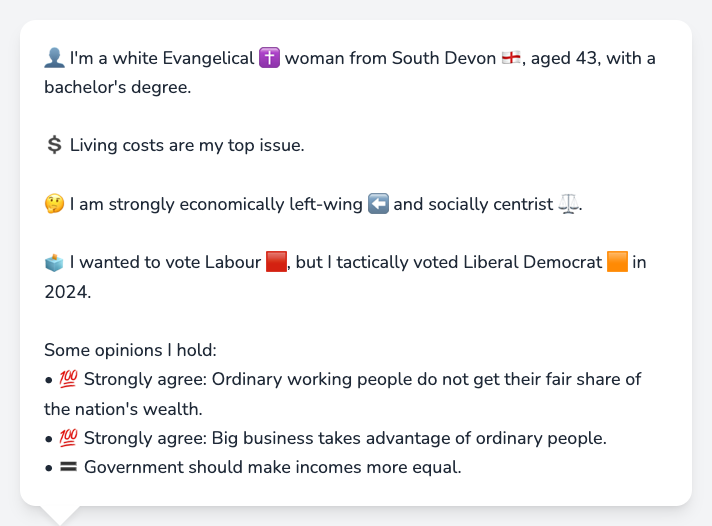 👤 I'm a white Evangelical ✝️ woman from South Devon 🏴󠁧󠁢󠁥󠁮󠁧󠁿, aged 43, with a
bachelor's degree.
💲 Living costs are my top issue.
🤔 I am strongly economically left-wing ⬅️ and socially centrist ⚖️.
🗳️ I wanted to vote Labour 🟥, but I tactically voted Liberal Democrat 🟧 in
2024.
Some opinions I hold:
• 💯 Strongly agree: Ordinary working people do not get their fair share of
the nation's wealth.
• 💯 Strongly agree: Big business takes advantage of ordinary people.
• 🟰 Government should make incomes more equal.